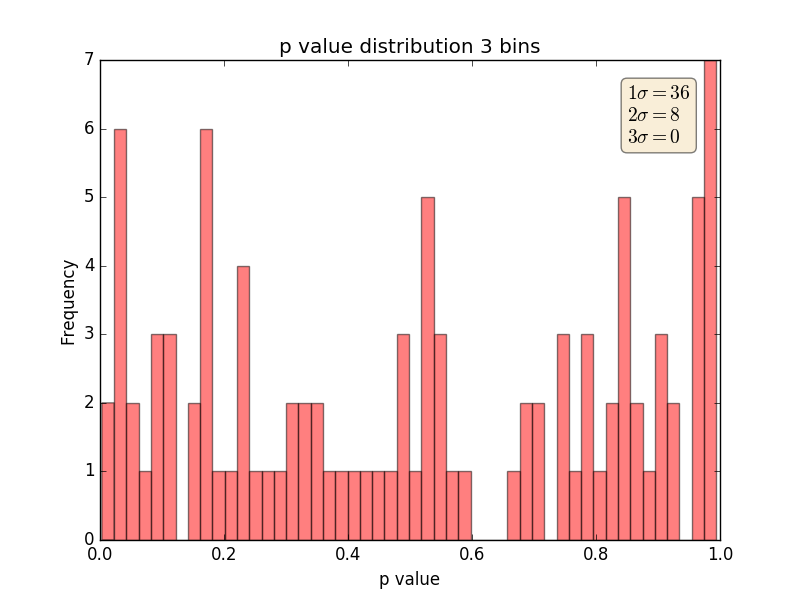 p value distribution 3 bins
1σ = 36
2σ = 8
3σ = 0
7
6
5
4
3
2
1
0
Frequency
0.0 0.2 0.4 0.6 0.8 1.0
p value